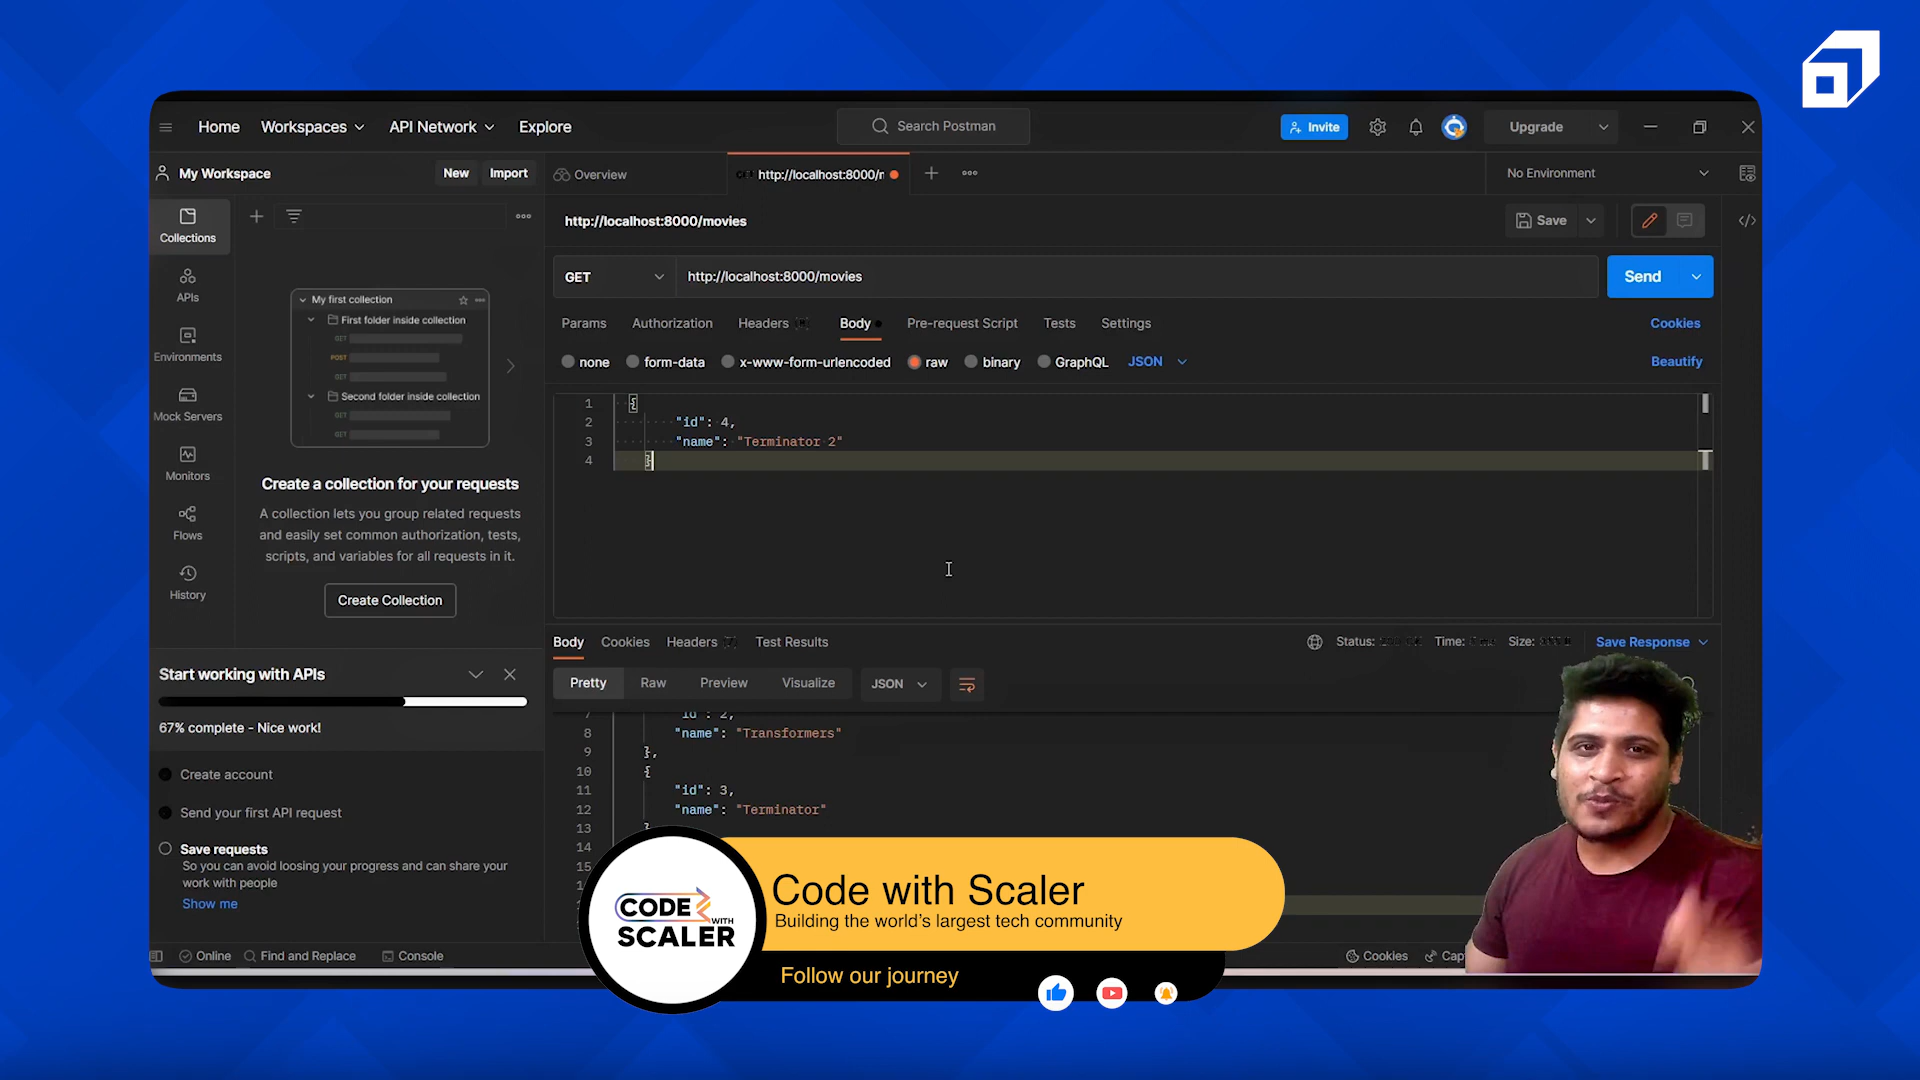 Home Workspaces API Network Explore
Search Postman
Invite
Upgrade
My Workspace
New Import
Overview
http://localhost:8000/r
No Environment
http://localhost:8000/movies
Save
GET
http://localhost:8000/movies
Send
Params Authorization Headers Body Pre-request Script Tests Settings
Cookies
none form-data x-www-form-urlencoded raw binary GraphQL JSON
Beautify
1 {
2 "id": 4,
3 "name": "Terminator 2"
4 }
Collections
APIs
Environments
Mock Servers
Monitors
Flows
History
My first collection
First folder inside collection
GET
POST
GET
Second folder inside collection
GET
GET
Create a collection for your requests
A collection lets you group related requests
and easily set common authorization, tests,
scripts, and variables for all requests in it.
Create Collection
Start working with APIs
67% complete - Nice work!
Create account
Send your first API request
Save requests
So you can avoid loosing your progress and can share your
work with people
Show me
Body Cookies Headers Test Results
Status: Time: Size: Save Response
Pretty Raw Preview Visualize JSON
7 "id": 2,
8 "name": "Transformers"
9 },
10 {
11 "id": 3,
12 "name": "Terminator"
13
14
15
Online Find and Replace Console
Cookies
CODE
WITH
SCALER
Code with Scaler
Building the world's largest tech community
Follow our journey